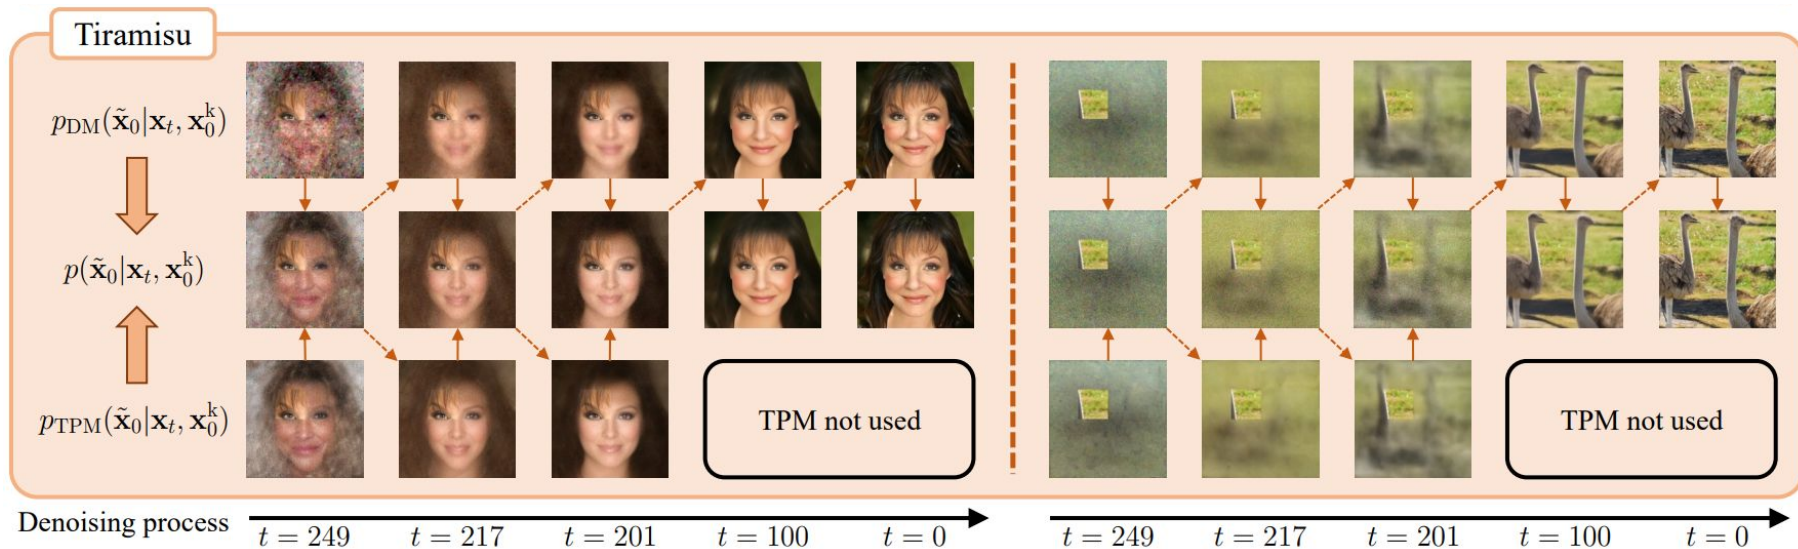 Tiramisu
p_DM(x̃_0|x_t, x_0^k)
p(x̃_0|x_t, x_0^k)
p_TPM(x̃_0|x_t, x_0^k)
TPM not used
TPM not used
Denoising process
t = 249 t = 217 t = 201 t = 100 t = 0
t = 249 t = 217 t = 201 t = 100 t = 0